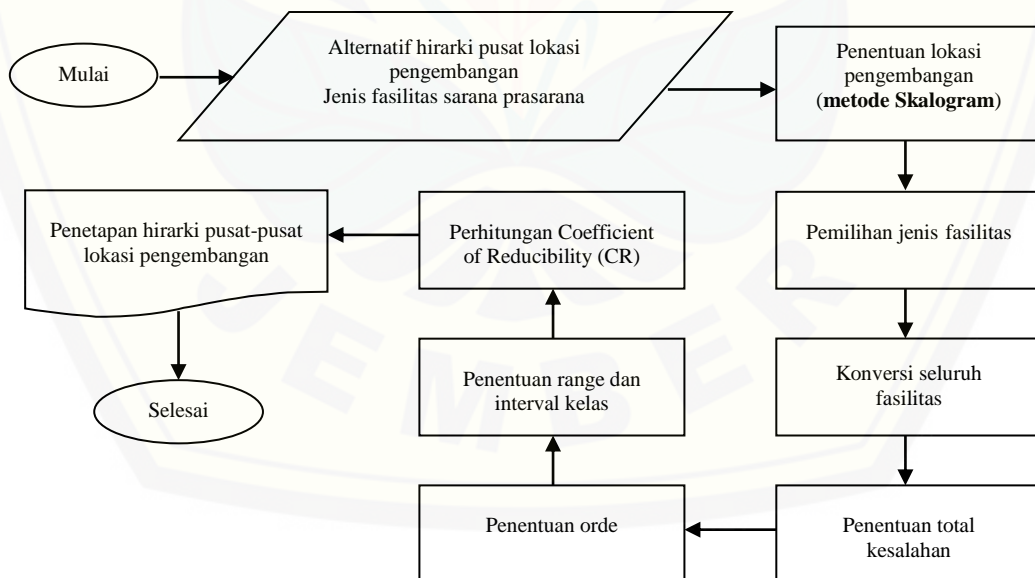 Mulai
Alternatif hirarki pusat lokasi
pengembangan
Jenis fasilitas sarana prasarana
Penentuan lokasi
pengembangan
(metode Skalogram)
Pemilihan jenis fasilitas
Konversi seluruh
fasilitas
Penentuan total
kesalahan
Penentuan orde
Penentuan range dan
interval kelas
Perhitungan Coefficient
of Reducibility (CR)
Penetapan hirarki pusat-pusat
lokasi pengembangan
Selesai
JEMBER